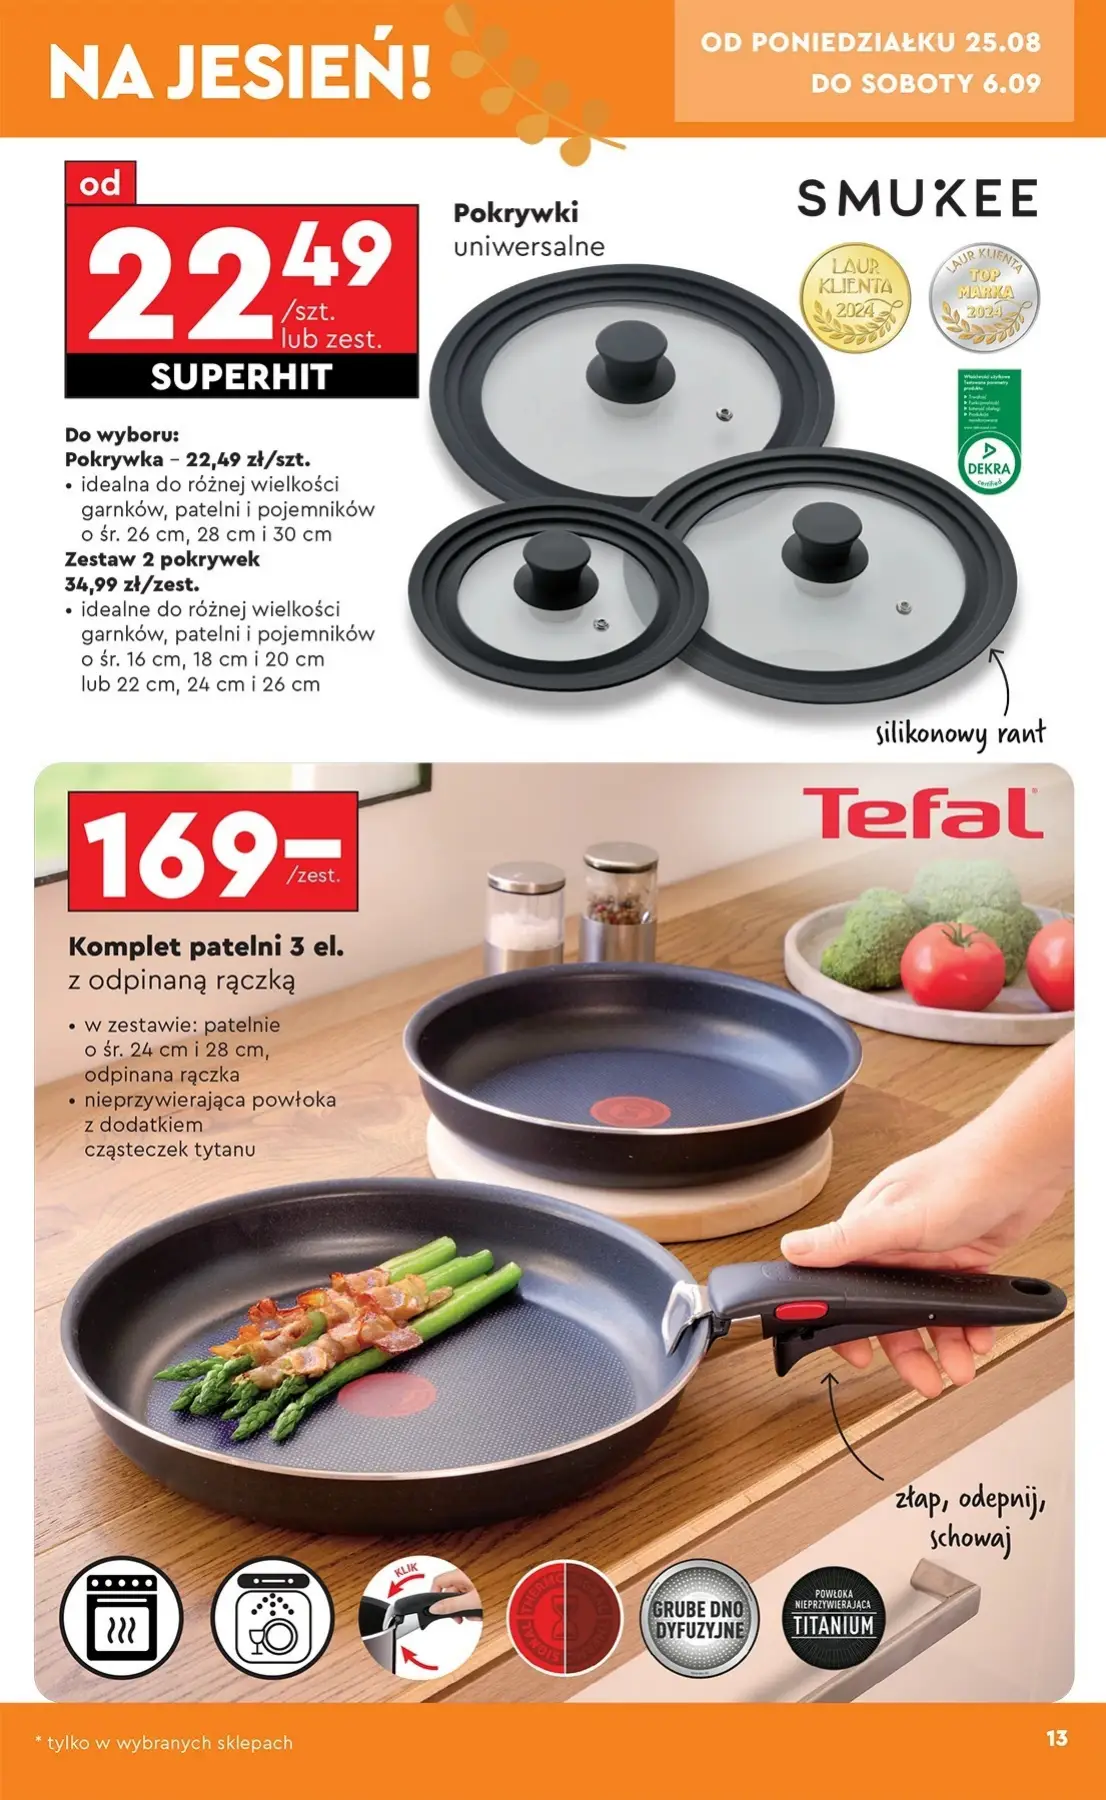 NA JESIEŃ!
OD PONIEDZIAŁKU 25.08
DO SOBOTY 6.09
od
22 49
/szt.
lub zest.
SUPERHIT
Pokrywki
uniwersalne
SMUKEE
LAUR
KLIENTA
2024
LAUR KLIENTA
TOP
MARKA
2024
DEKRA
certified
Do wyboru:
Pokrywka – 22,49 zł/szt.
• idealna do różnej wielkości
garnków, patelni i pojemników
o śr. 26 cm, 28 cm i 30 cm
Zestaw 2 pokrywek
34,99 zł/zest.
• idealne do różnej wielkości
garnków, patelni i pojemników
o śr. 16 cm, 18 cm i 20 cm
lub 22 cm, 24 cm i 26 cm
silikonowy rant
169–
/zest.
Tefal
Komplet patelni 3 el.
z odpinaną rączką
• w zestawie: patelnie
o śr. 24 cm i 28 cm,
odpinana rączka
• nieprzywierająca powłoka
z dodatkiem
cząsteczek tytanu
złap, odepnij,
schowaj
KLIK
GRUBE DNO
DYFUZYJNE
POWŁOKA
NIEPRZYWIERAJĄCA
TITANIUM
* tylko w wybranych sklepach
13